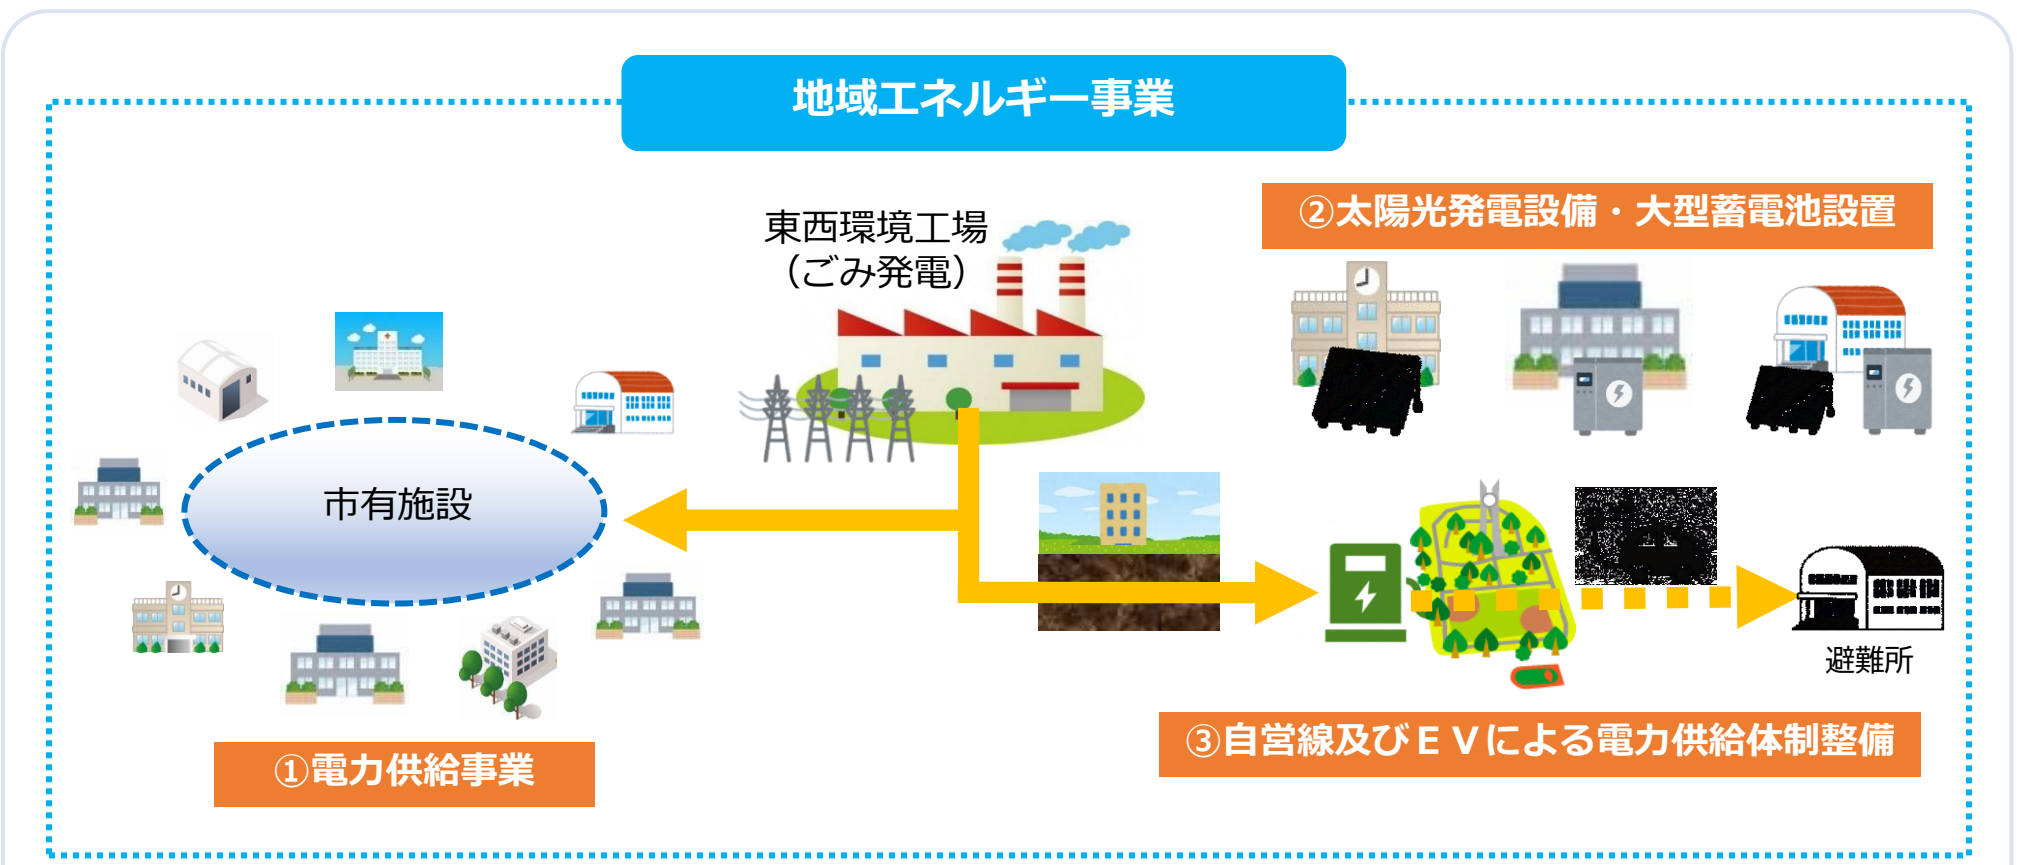 地域エネルギー事業
②太陽光発電設備・大型蓄電池設置
東西環境工場
（ごみ発電）
市有施設
避難所
③自営線及びＥＶによる電力供給体制整備
①電力供給事業